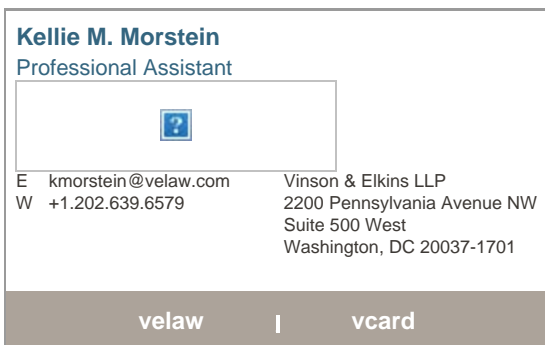 Kellie M. Morstein
Professional Assistant
?
E kmorstein@velaw.com
W +1.202.639.6579
Vinson & Elkins LLP
2200 Pennsylvania Avenue NW
Suite 500 West
Washington, DC 20037-1701
velaw | vcard